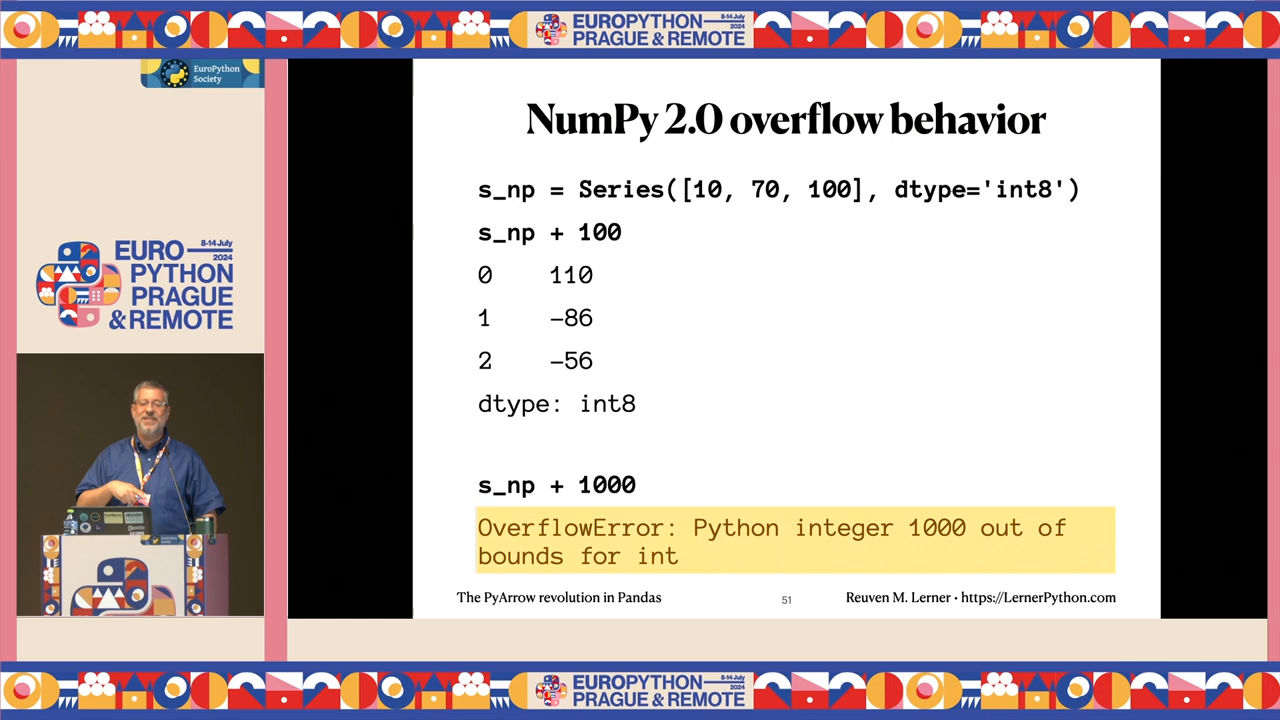 EUROPYTHON
8-14 July
2024
PRAGUE & REMOTE
EuroPython
Society
EURO
8-14 July
2024
PYTHON
PRAGUE
& REMOTE
NumPy 2.0 overflow behavior
s_np = Series([10, 70, 100], dtype='int8')
s_np + 100
0 110
1 -86
2 -56
dtype: int8
s_np + 1000
OverflowError: Python integer 1000 out of
bounds for int
The PyArrow revolution in Pandas
51
Reuven M. Lerner • https://LernerPython.com
EUROPYTHON
8-14 July
2024
PRAGUE & REMOTE